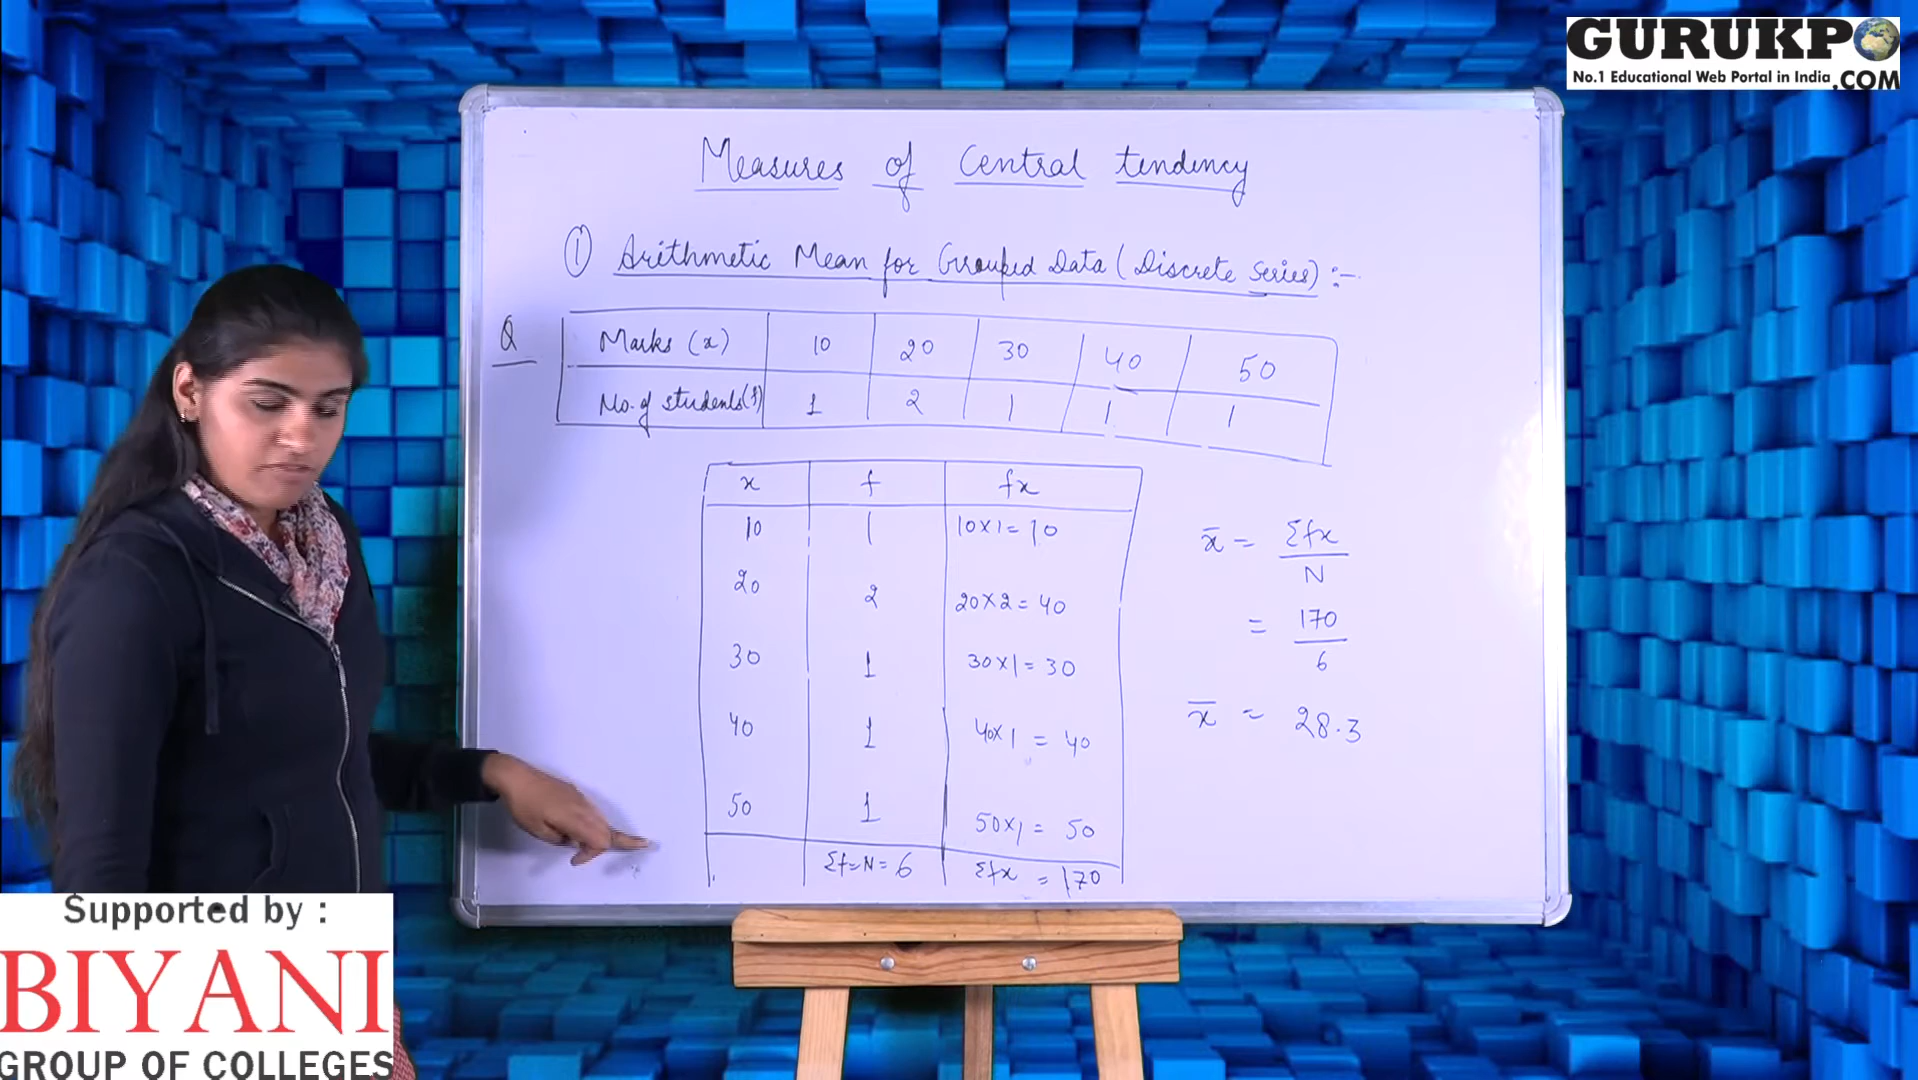 GURUKPO
No.1 Educational Web Portal in India .COM
Measures of Central tendency
① Arithmetic Mean for Grouped Data (Discrete Series) :-
Q
Marks (x) 10 20 30 40 50
No. of students (f) 1 2 1 1 1
x f fx
10 1 10×1= 10
20 2 20×2 = 40
30 1 30×1= 30
40 1 40×1 = 40
50 1 50×1 = 50
Σf=N= 6 Σfx = 170
x̄ = Σfx / N
= 170 / 6
x̄ = 28.3
Supported by :
BIYANI
GROUP OF COLLEGES